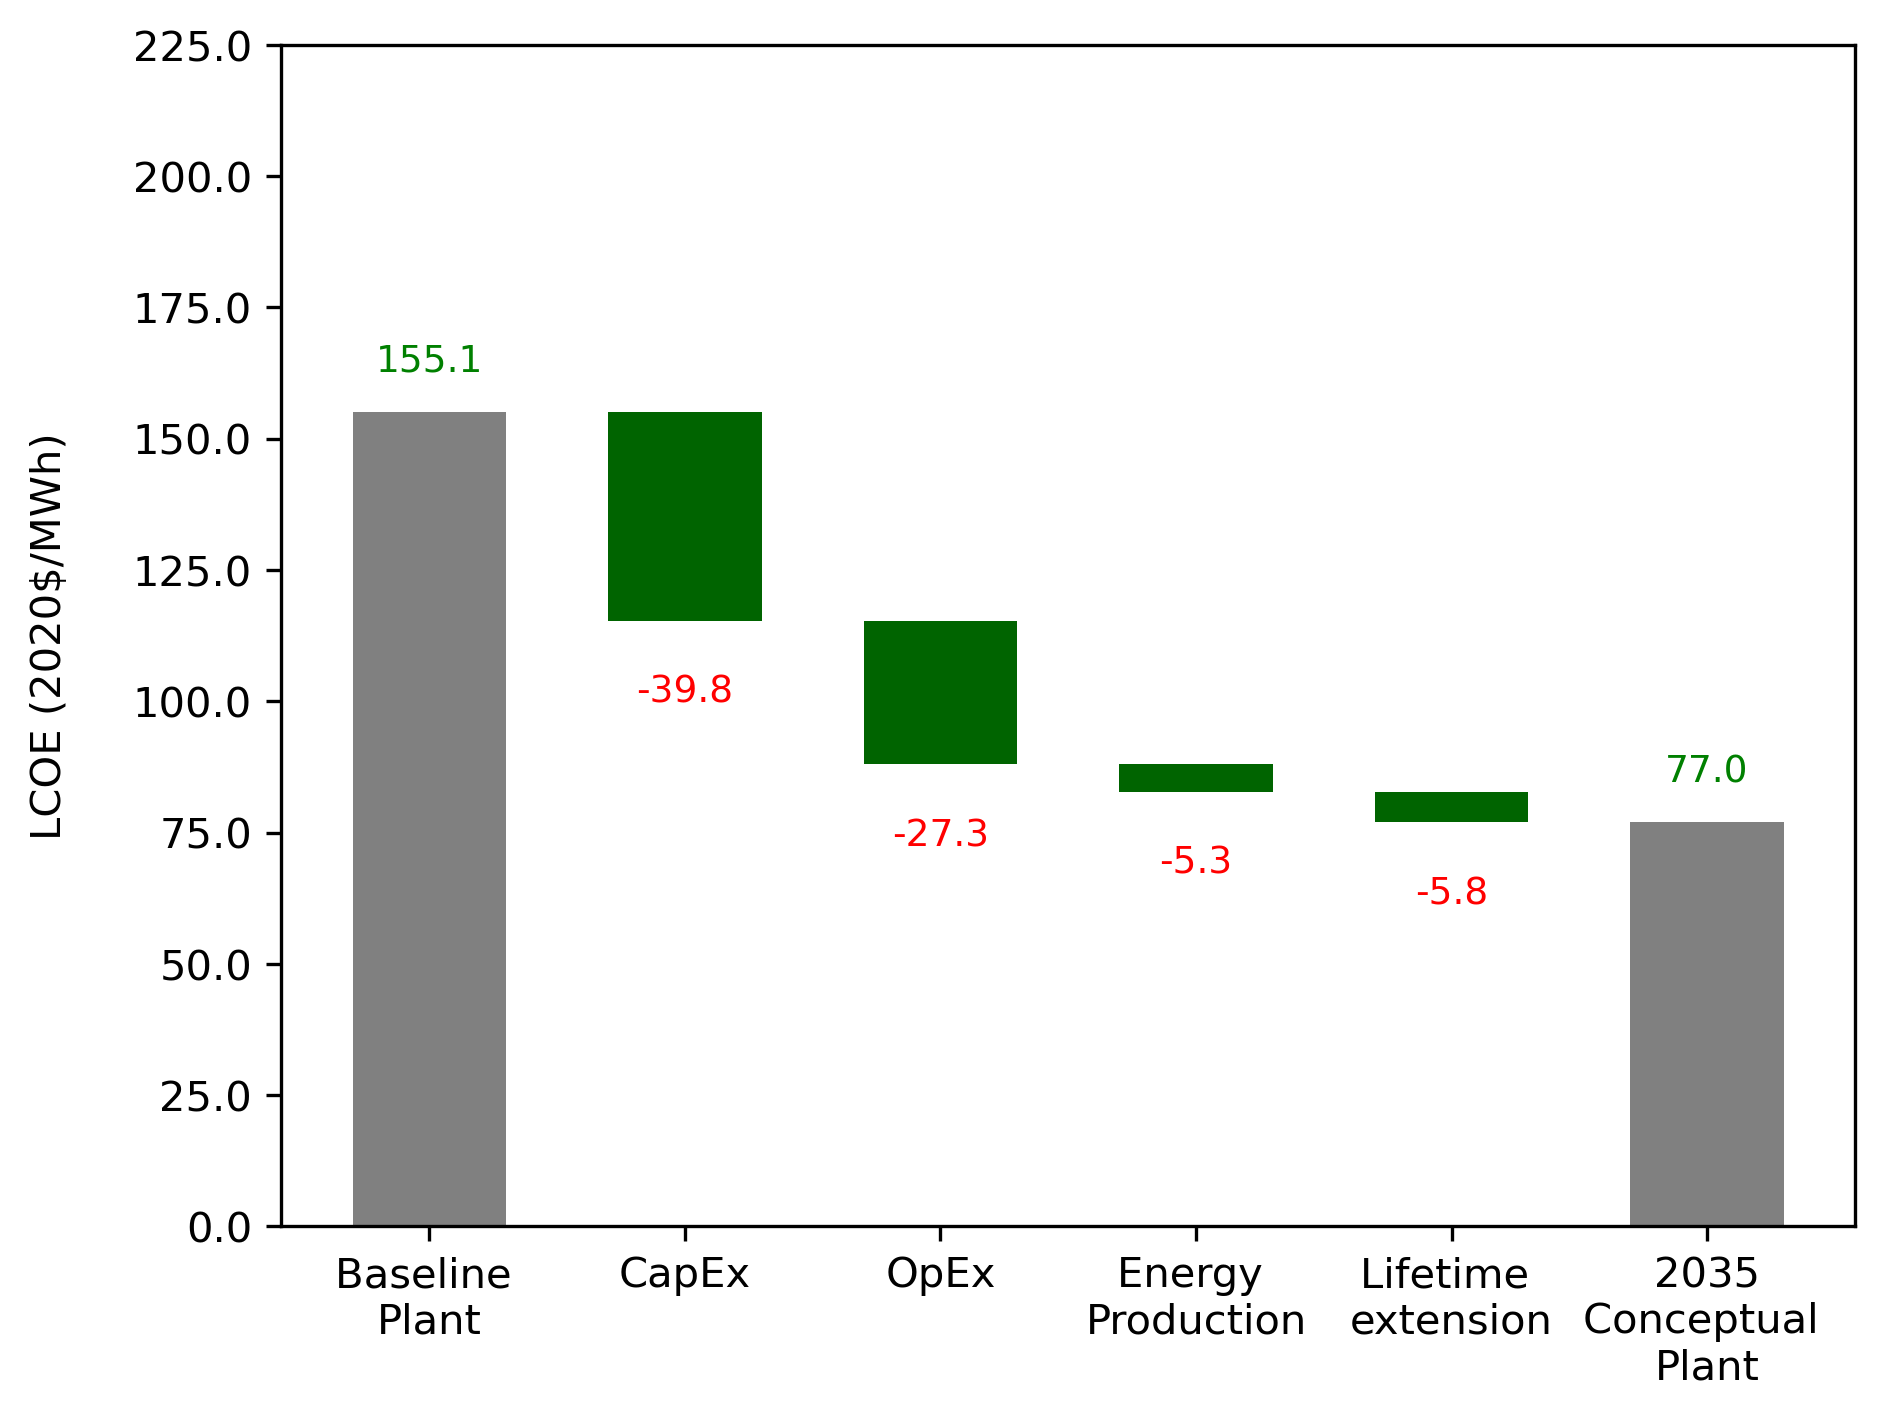 225.0
200.0
175.0
150.0
125.0
100.0
75.0
50.0
25.0
0.0
LCOE (2020$/MWh)
155.1
-39.8
-27.3
-5.3
-5.8
77.0
Baseline
Plant
CapEx
OpEx
Energy
Production
Lifetime
extension
2035
Conceptual
Plant